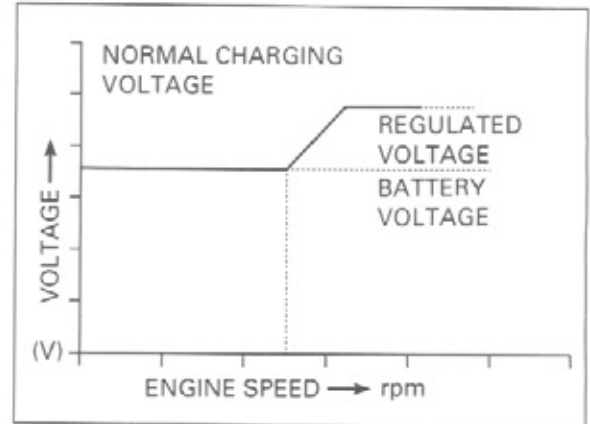 NORMAL CHARGING
VOLTAGE
REGULATED
VOLTAGE
BATTERY
VOLTAGE
VOLTAGE →
(V)
ENGINE SPEED → rpm